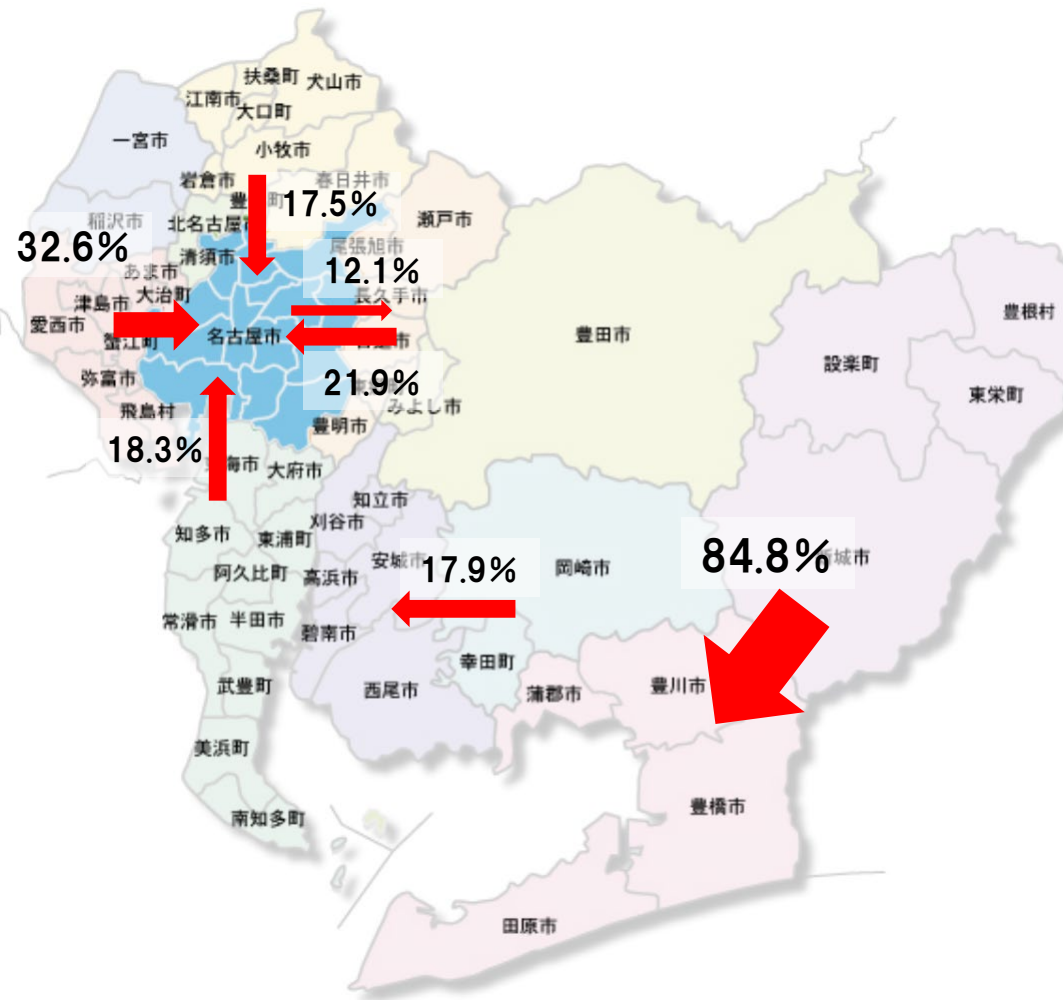 扶桑町
犬山市
江南市
大口町
一宮市
小牧市
岩倉市
春日井市
17.5%
稲沢市
北名古屋市
瀬戸市
32.6%
尾張旭市
清須市
あま市
12.1%
大治町
長久手市
津島市
愛西市
豊根村
名古屋市
豊田市
蟹江町
設楽町
弥富市
21.9%
東栄町
みよし市
飛島村
豊明市
18.3%
海市
大府市
知立市
刈谷市
知多市
東浦町
84.8%
城市
安城市
17.9%
岡崎市
阿久比町
高浜市
常滑市
半田市
碧南市
幸田町
武豊町
西尾市
蒲郡市
豊川市
美浜町
豊橋市
南知多町
田原市